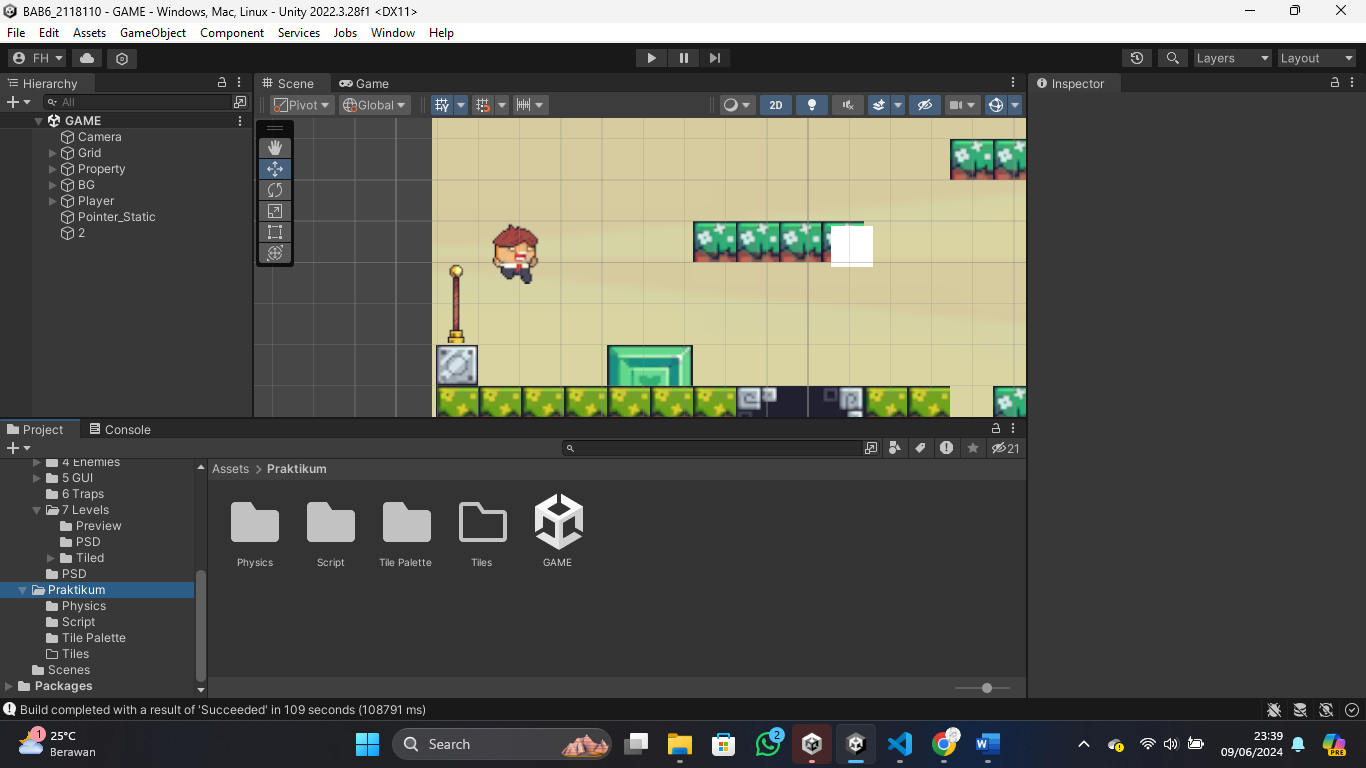 BAB6_2118110 - GAME - Windows, Mac, Linux - Unity 2022.3.28f1 <DX11>
File Edit Assets GameObject Component Services Jobs Window Help
FH Layers Layout
Hierarchy
All
GAME
Camera
Grid
Property
BG
Player
Pointer_Static
2
Scene Game
Pivot Global 2D
Inspector
Project Console
21
4 Enemies
5 GUI
6 Traps
7 Levels
Preview
PSD
Tiled
PSD
Praktikum
Physics
Script
Tile Palette
Tiles
Scenes
Packages
Assets > Praktikum
Physics Script Tile Palette Tiles GAME
Build completed with a result of 'Succeeded' in 109 seconds (108791 ms)
1
25°C
Berawan
Search
2
23:39
09/06/2024
PRE